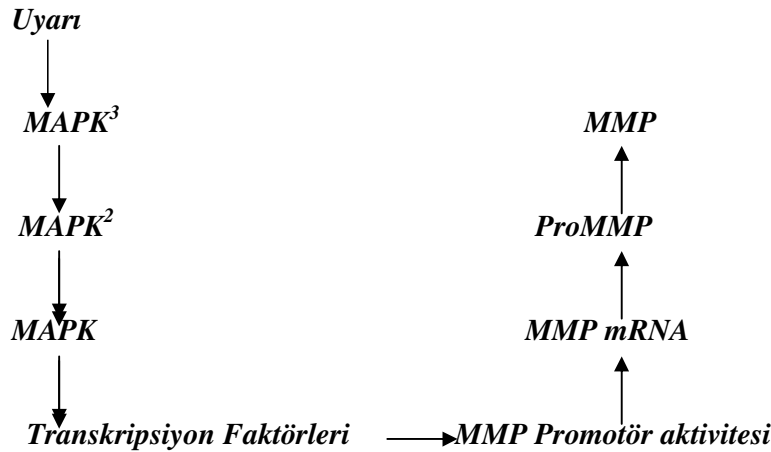 Uyarı
MAPK³
MMP
MAPK²
ProMMP
MAPK
MMP mRNA
Transkripsiyon Faktörleri
MMP Promotör aktivitesi